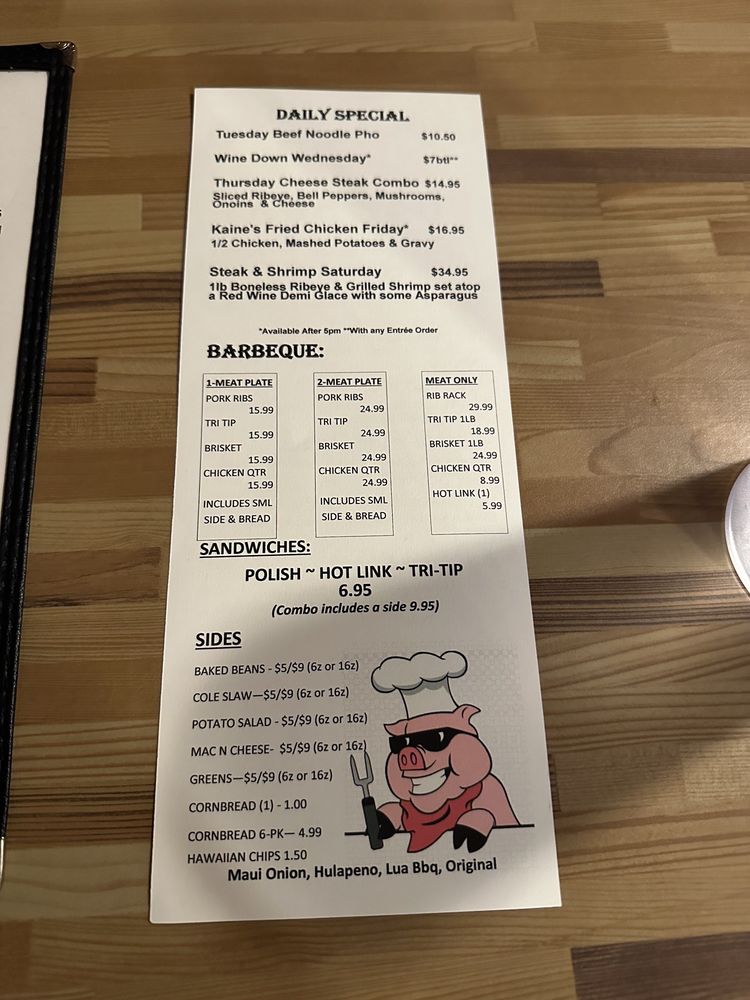 DAILY SPECIAL
Tuesday Beef Noodle Pho $10.50
Wine Down Wednesday* $7btl**
Thursday Cheese Steak Combo $14.95
Sliced Ribeye, Bell Peppers, Mushrooms,
Onoins & Cheese
Kaine's Fried Chicken Friday* $16.95
1/2 Chicken, Mashed Potatoes & Gravy
Steak & Shrimp Saturday $34.95
1lb Boneless Ribeye & Grilled Shrimp set atop
a Red Wine Demi Glace with some Asparagus
*Available After 5pm **With any Entrée Order
BARBEQUE:
1-MEAT PLATE
PORK RIBS
15.99
TRI TIP
15.99
BRISKET
15.99
CHICKEN QTR
15.99
INCLUDES SML
SIDE & BREAD
2-MEAT PLATE
PORK RIBS
24.99
TRI TIP
24.99
BRISKET
24.99
CHICKEN QTR
24.99
INCLUDES SML
SIDE & BREAD
MEAT ONLY
RIB RACK
29.99
TRI TIP 1LB
18.99
BRISKET 1LB
24.99
CHICKEN QTR
8.99
HOT LINK (1)
5.99
SANDWICHES:
POLISH ~ HOT LINK ~ TRI-TIP
6.95
(Combo includes a side 9.95)
SIDES
BAKED BEANS - $5/$9 (6z or 16z)
COLE SLAW—$5/$9 (6z or 16z)
POTATO SALAD - $5/$9 (6z or 16z)
MAC N CHEESE- $5/$9 (6z or 16z)
GREENS—$5/$9 (6z or 16z)
CORNBREAD (1) - 1.00
CORNBREAD 6-PK— 4.99
HAWAIIAN CHIPS 1.50
Maui Onion, Hulapeno, Lua Bbq, Original